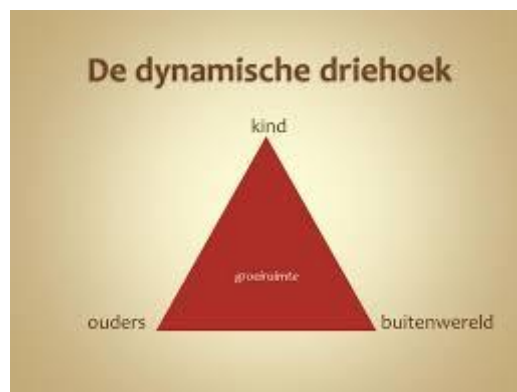 De dynamische driehoek
kind
groeiruimte
ouders
buitenwereld